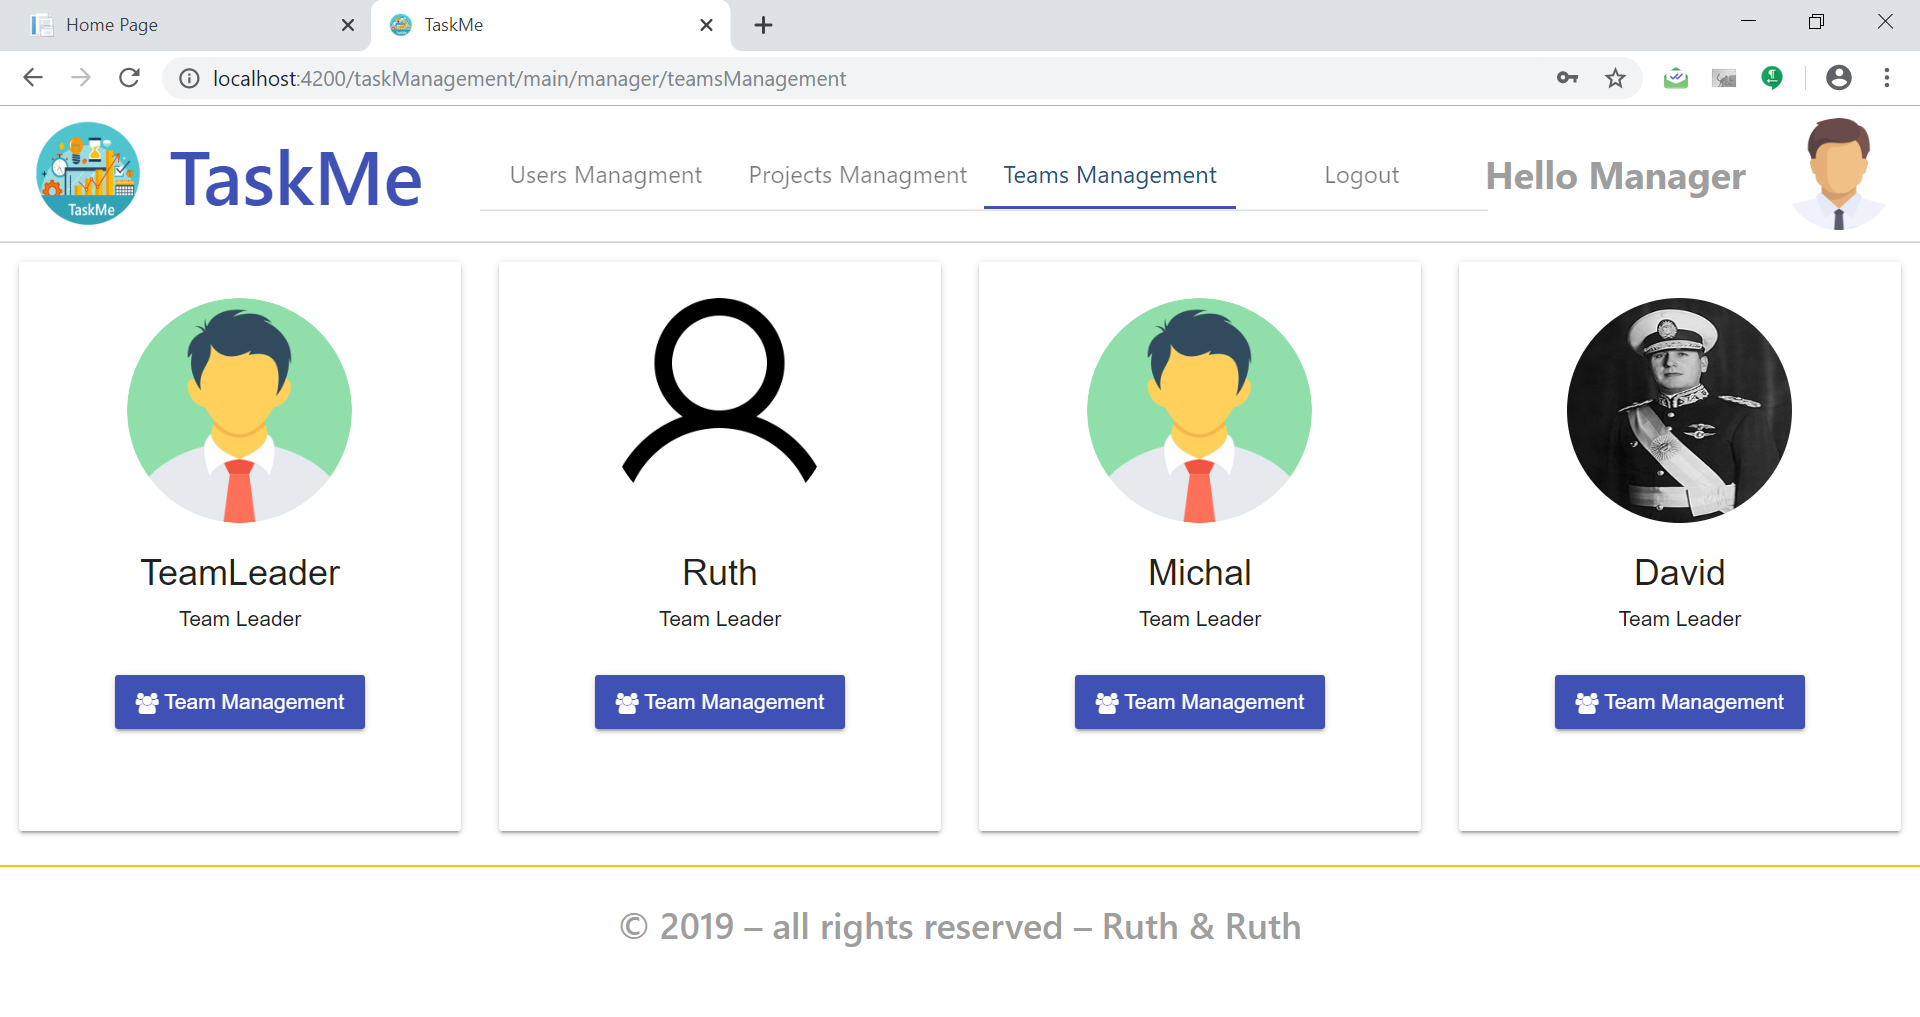 Home Page
TaskMe
localhost:4200/taskManagement/main/manager/teamsManagement
TaskMe
TaskMe
Users Managment
Projects Managment
Teams Management
Logout
Hello Manager
TeamLeader
Team Leader
Team Management
Ruth
Team Leader
Team Management
Michal
Team Leader
Team Management
David
Team Leader
Team Management
© 2019 – all rights reserved – Ruth & Ruth